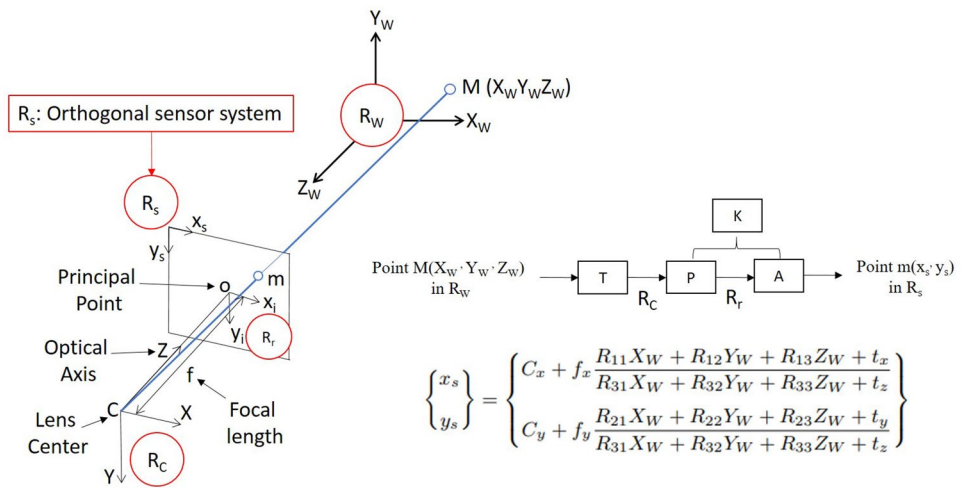 Y_W
M (X_W Y_W Z_W)
R_W
X_W
Z_W
R_s: Orthogonal sensor system
R_s
x_s
y_s
Principal
Point
o
m
x_i
y_i
R_r
Optical
Axis
Z
f
C
Lens
Center
X
Focal
length
Y
R_C
K
Point M(X_W·Y_W·Z_W)
in R_W
T
P
A
R_C
R_r
Point m(x_s·y_s)
in R_s
{x_s y_s} = {C_x + f_x (R_11 X_W + R_12 Y_W + R_13 Z_W + t_x)/(R_31 X_W + R_32 Y_W + R_33 Z_W + t_z)
C_y + f_y (R_21 X_W + R_22 Y_W + R_23 Z_W + t_y)/(R_31 X_W + R_32 Y_W + R_33 Z_W + t_z)}